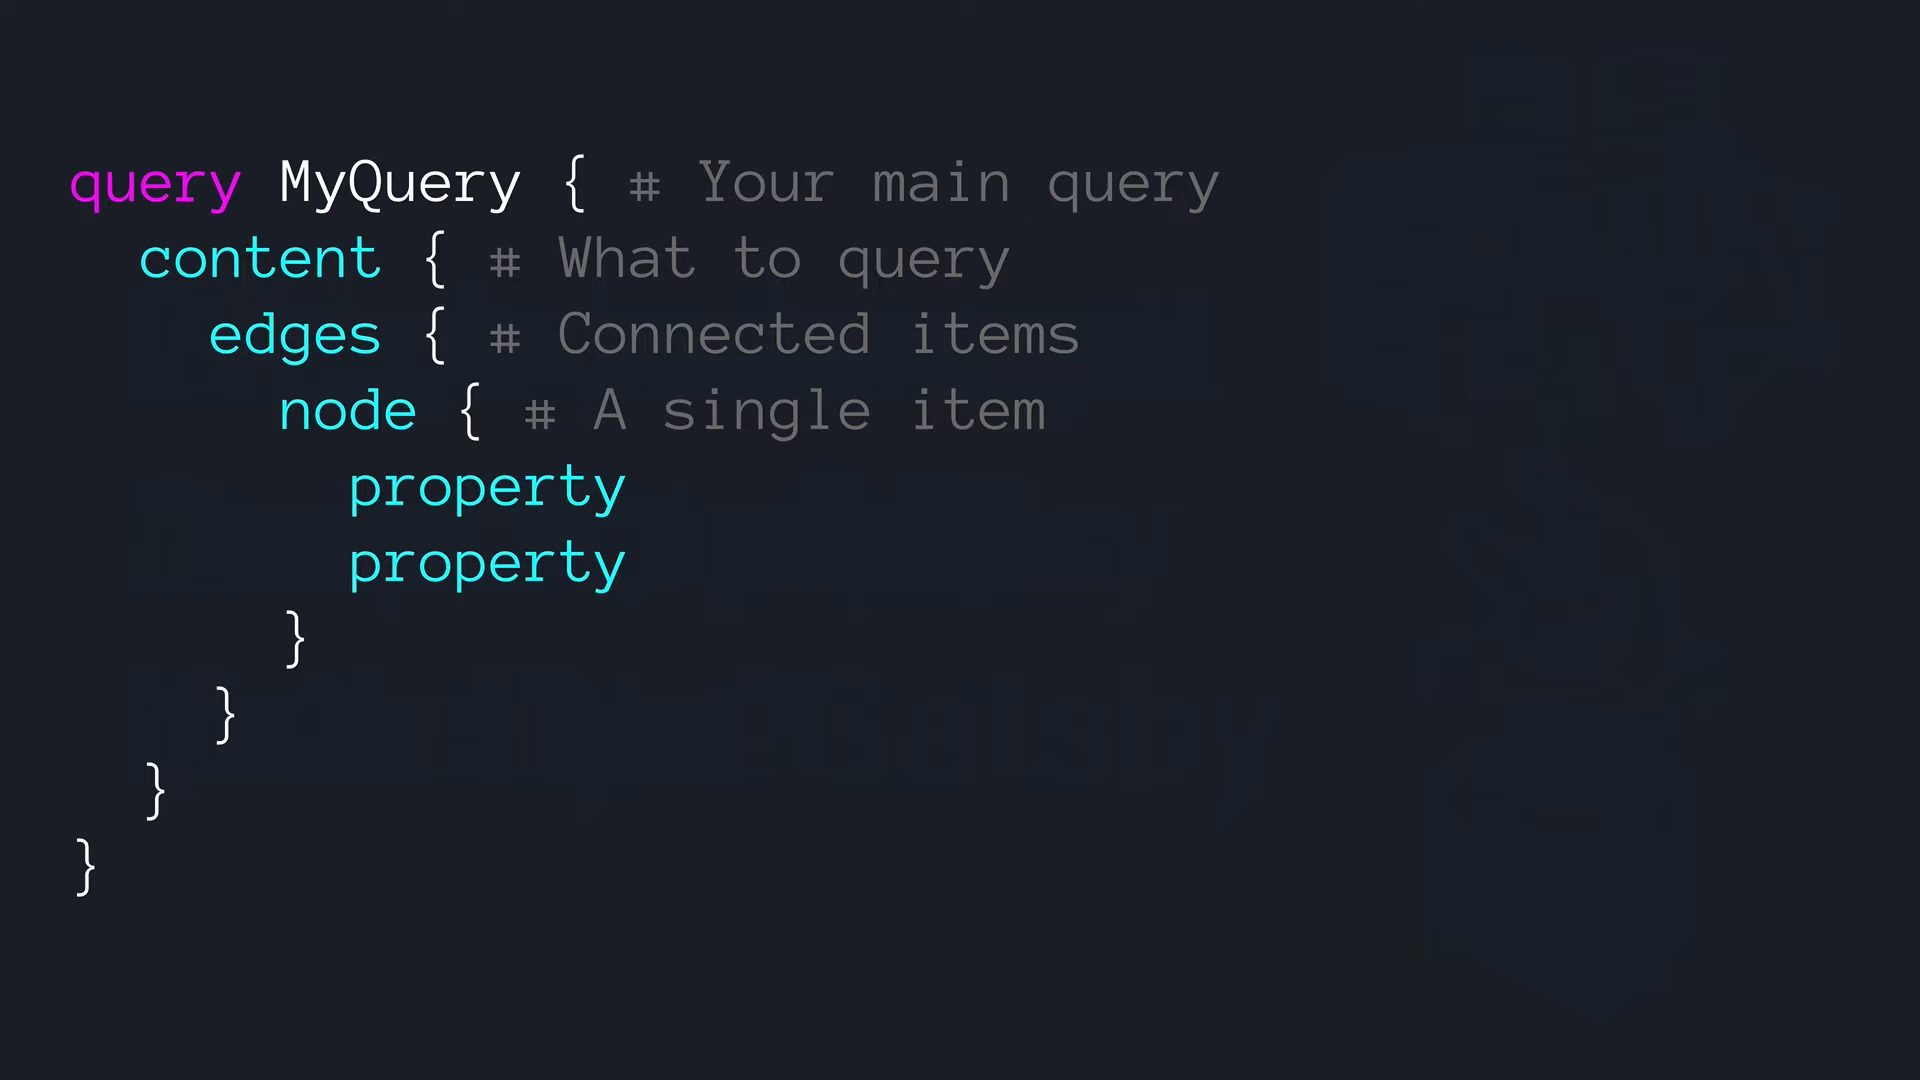 query MyQuery { # Your main query
content { # What to query
edges { # Connected items
node { # A single item
property
property
}
}
}
}